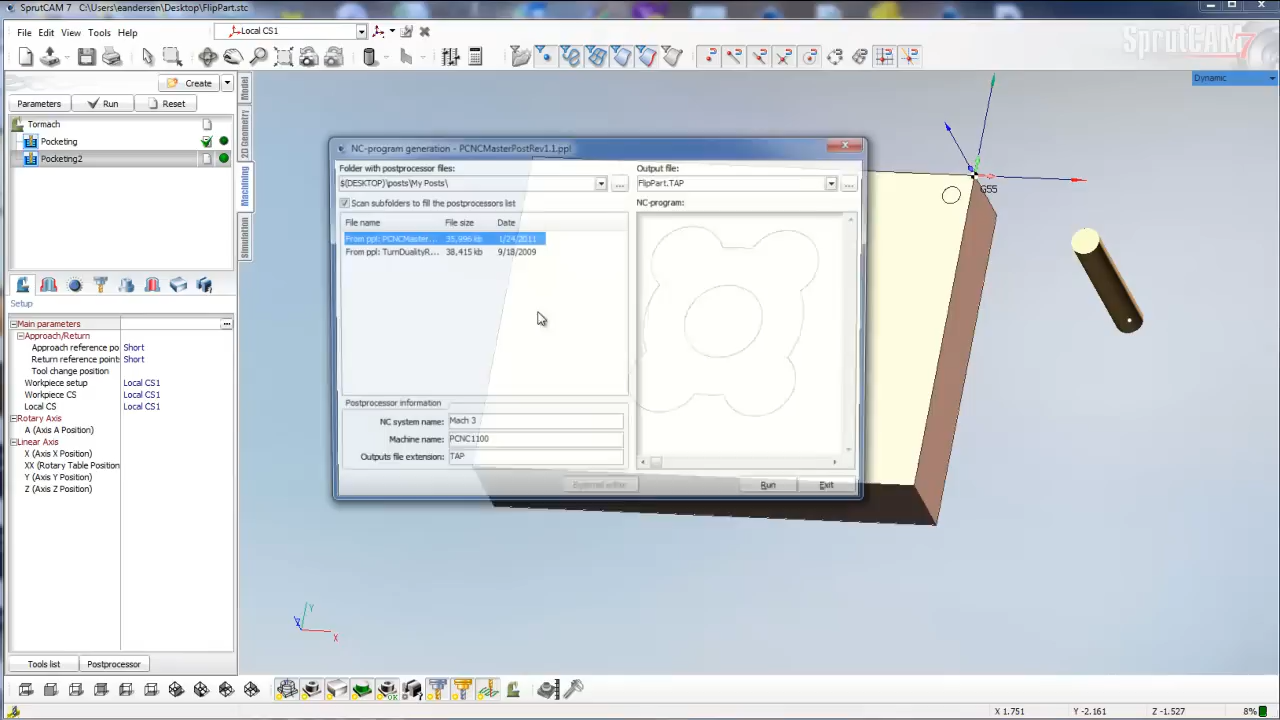 SprutCAM 7 C:\Users\eandersen\Desktop\FlipPart.stc
File Edit View Tools Help
Local CS1
SprutCAM 7
Create
Parameters Run Reset
Tormach
Pocketing
Pocketing2
Model
2D Geometry
Machining
Simulation
Setup
Main parameters
Approach/Return
Approach reference po Short
Return reference point: Short
Tool change position
Workpiece setup Local CS1
Workpiece CS Local CS1
Local CS Local CS1
Rotary Axis
A (Axis A Position)
Linear Axis
X (Axis X Position)
XX (Rotary Table Position
Y (Axis Y Position)
Z (Axis Z Position)
Tools list Postprocessor
Dynamic
G55
NC-program generation - PCNCMasterPostRev1.1.ppl
Folder with postprocessor files:
$(DESKTOP)\posts\My Posts\
...
Scan subfolders to fill the postprocessors list
File name File size Date
From ppl: PCNCMaster... 35,996 kb 1/24/2011
From ppl: TurnDualityR... 38,415 kb 9/18/2009
Postprocessor information
NC system name: Mach 3
Machine name: PCNC1100
Outputs file extension: TAP
Output file:
FlipPart.TAP
...
NC-program:
External editor Run Exit
Y
Z
X
X 1.751 Y -2.161 Z -1.527 8%